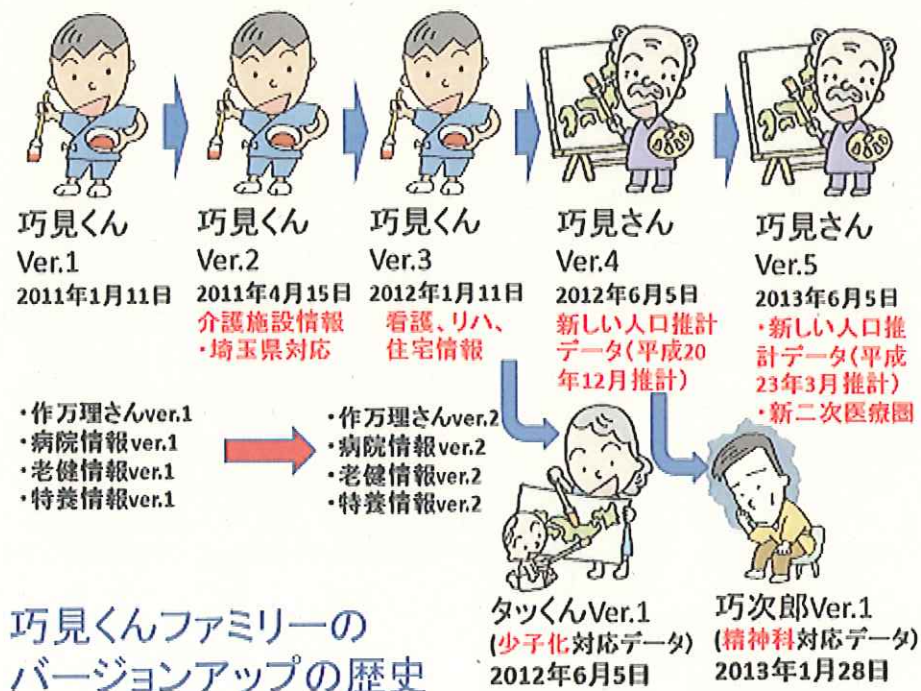 巧見くん
Ver.1
2011年1月11日
巧見くん
Ver.2
2011年4月15日
介護施設情報
・埼玉県対応
巧見くん
Ver.3
2012年1月11日
看護、リハ、
住宅情報
巧見さん
Ver.4
2012年6月5日
新しい人口推計
データ(平成20
年12月推計)
巧見さん
Ver.5
2013年6月5日
・新しい人口推
計データ(平成
23年3月推計)
・新二次医療圏
・作万理さんver.1
・病院情報ver.1
・老健情報ver.1
・特養情報ver.1
・作万理さんver.2
・病院情報ver.2
・老健情報ver.2
・特養情報ver.2
タッくんVer.1
(少子化対応データ)
2012年6月5日
巧次郎Ver.1
(精神科対応データ)
2013年1月28日
巧見くんファミリーの
バージョンアップの歴史